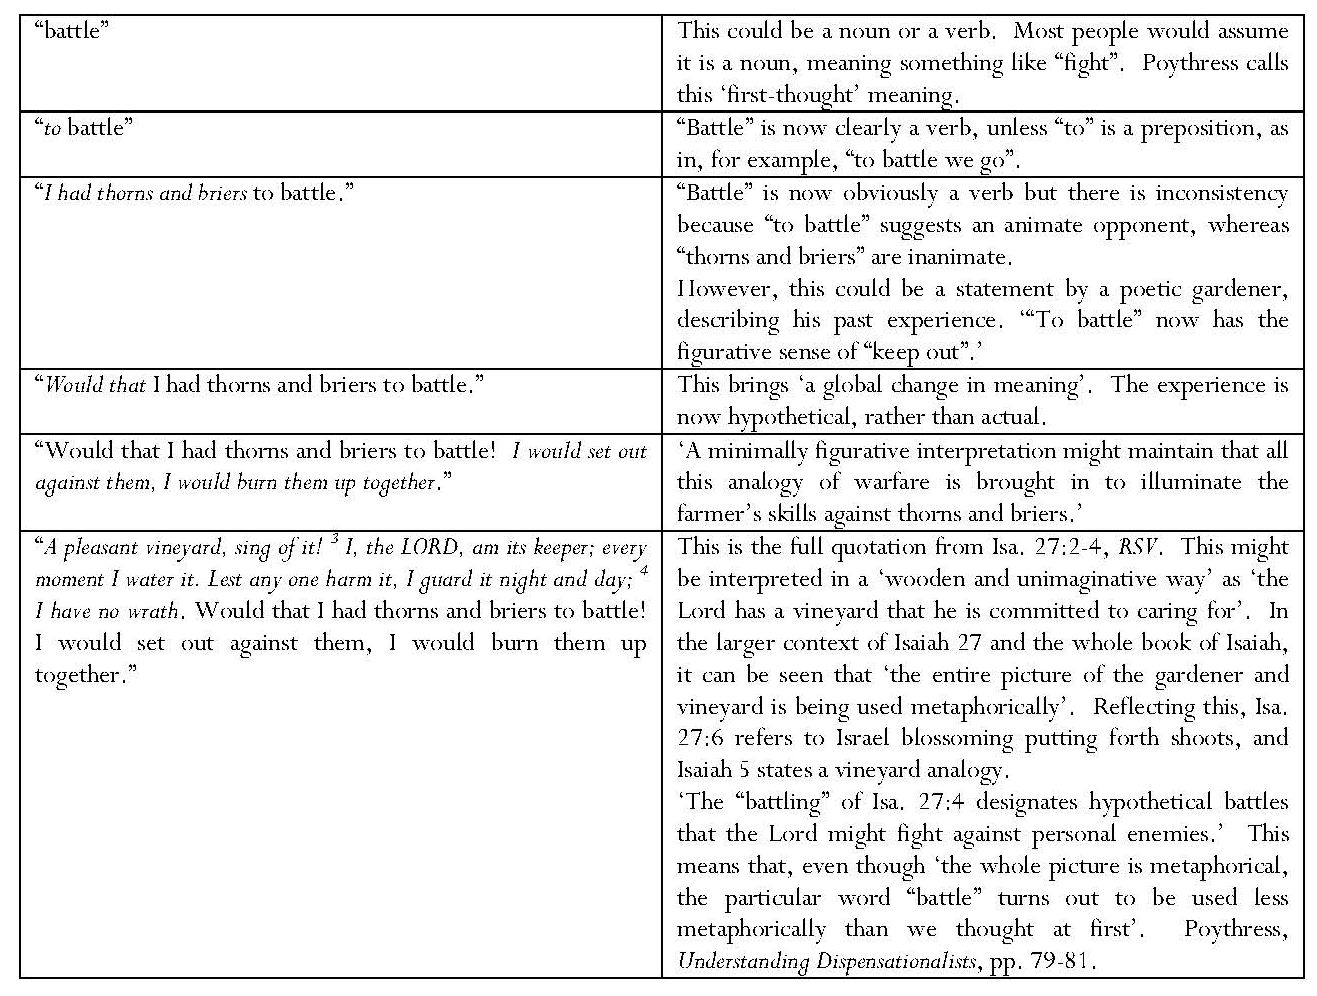 “battle”
This could be a noun or a verb. Most people would assume
it is a noun, meaning something like “fight”. Poythress calls
this ‘first-thought’ meaning.
“to battle”
“Battle” is now clearly a verb, unless “to” is a preposition, as
in, for example, “to battle we go”.
“I had thorns and briers to battle.”
“Battle” is now obviously a verb but there is inconsistency
because “to battle” suggests an animate opponent, whereas
“thorns and briers” are inanimate.
However, this could be a statement by a poetic gardener,
describing his past experience. ‘“To battle” now has the
figurative sense of “keep out”.’
“Would that I had thorns and briers to battle.”
This brings ‘a global change in meaning’. The experience is
now hypothetical, rather than actual.
“Would that I had thorns and briers to battle! I would set out
against them, I would burn them up together.”
‘A minimally figurative interpretation might maintain that all
this analogy of warfare is brought in to illuminate the
farmer’s skills against thorns and briers.’
“A pleasant vineyard, sing of it! 3 I, the LORD, am its keeper; every
moment I water it. Lest any one harm it, I guard it night and day; 4
I have no wrath. Would that I had thorns and briers to battle!
I would set out against them, I would burn them up
together.”
This is the full quotation from Isa. 27:2-4, RSV. This might
be interpreted in a ‘wooden and unimaginative way’ as ‘the
Lord has a vineyard that he is committed to caring for’. In
the larger context of Isaiah 27 and the whole book of Isaiah,
it can be seen that ‘the entire picture of the gardener and
vineyard is being used metaphorically’. Reflecting this, Isa.
27:6 refers to Israel blossoming putting forth shoots, and
Isaiah 5 states a vineyard analogy.
‘The “battling” of Isa. 27:4 designates hypothetical battles
that the Lord might fight against personal enemies.’ This
means that, even though ‘the whole picture is metaphorical,
the particular word “battle” turns out to be used less
metaphorically than we thought at first’. Poythress,
Understanding Dispensationalists, pp. 79-81.